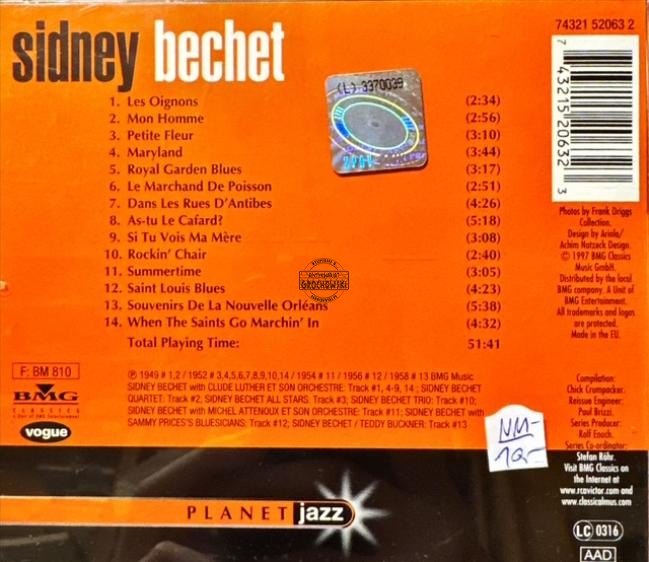 sidney bechet
74321 52063 2
7 43215 20632 3
(L) 3370039
1. Les Oignons (2:34)
2. Mon Homme (2:56)
3. Petite Fleur (3:10)
4. Maryland (3:44)
5. Royal Garden Blues (3:17)
6. Le Marchand De Poisson (2:51)
7. Dans Les Rues D'Antibes (4:26)
8. As-tu Le Cafard? (5:18)
9. Si Tu Vois Ma Mère (3:08)
10. Rockin' Chair (2:40)
11. Summertime (3:05)
12. Saint Louis Blues (4:23)
13. Souvenirs De La Nouvelle Orléans (5:38)
14. When The Saints Go Marchin' In (4:32)
Total Playing Time: 51:41
GROCHOWSKI
Photos by Frank Driggs
Collection.
Design by Ariola/
Achim Natzeck Design.
© 1997 BMG Classics
Music GmbH.
Distributed by the local
BMG company. A Unit of
BMG Entertainment.
All trademarks and logos
are protected.
Made in the EU.
F: BM 810
BMG
CLASSICS
vogue
℗ 1949 # 1,2 / 1952 # 3,4,5,6,7,8,9,10,14 / 1954 # 11 / 1956 # 12 / 1958 # 13 BMG Music
SIDNEY BECHET with CLUDE LUTHER ET SON ORCHESTRE: Track #1, 4-9, 14 ; SIDNEY BECHET
QUARTET: Track #2, SIDNEY BECHET ALL STARS: Track #3; SIDNEY BECHET TRIO: Track #10;
SIDNEY BECHET with MICHEL ATTENOUX ET SON ORCHESTRE: Track #11; SIDNEY BECHET with
SAMMY PRICES'S BLUESICIANS: Track #12; SIDNEY BECHET / TEDDY BUCKNER: Track #13
Compilation:
Chick Crumpacker.
Reissue Engineer:
Paul Brizzi.
Series Producer:
Rolf Enoch.
Series Co-ordinator:
Stefan Röhr.
Visit BMG Classics on
the Internet at
www.rcavictor.com and
www.classicalmus.com.
NM-
10,-
PLANET jazz
LC 0316
AAD